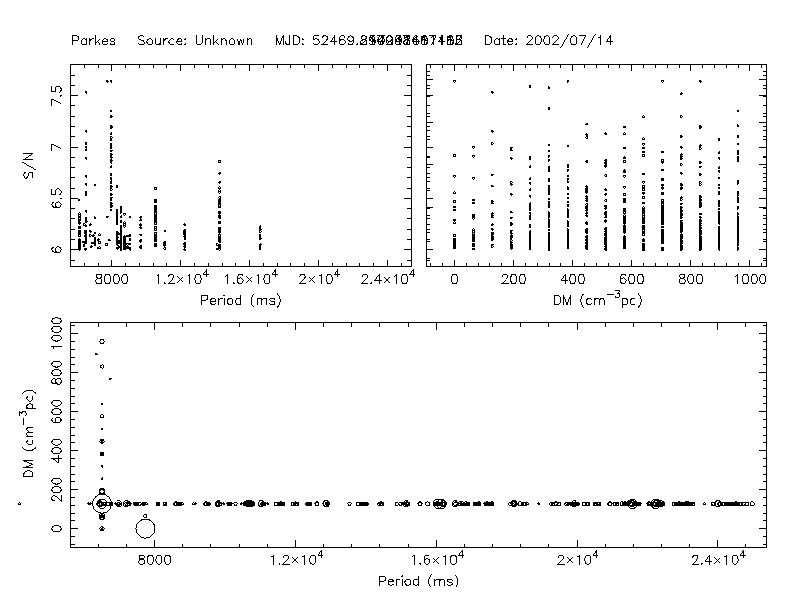 Parkes Source: Unknown MJD: 52469. Date: 2002/07/14
7.5
7
6.5
6
S/N
8000 1.2×10⁴ 1.6×10⁴ 2×10⁴ 2.4×10⁴
Period (ms)
0 200 400 600 800 1000
DM (cm⁻³pc)
1000
800
600
400
200
0
DM (cm⁻³pc)
8000 1.2×10⁴ 1.6×10⁴ 2×10⁴ 2.4×10⁴
Period (ms)